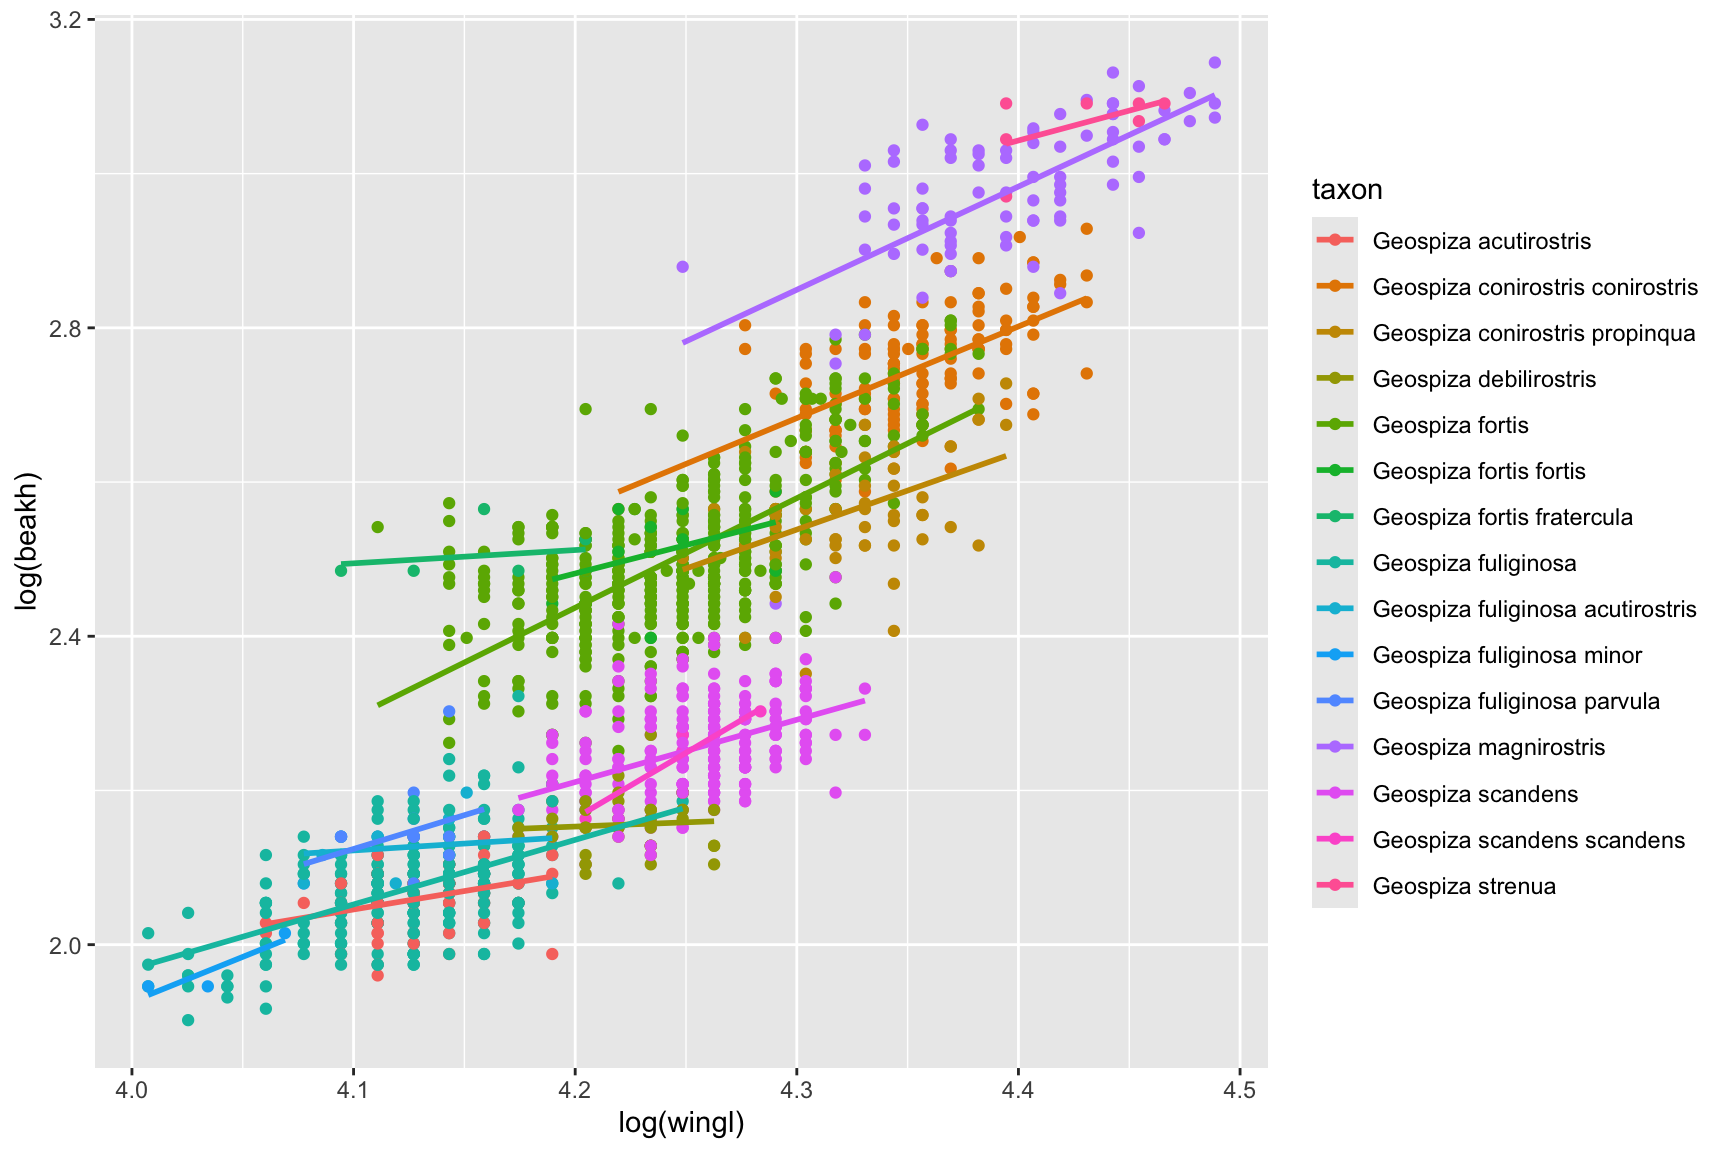 3.2
2.8
2.4
2.0
log(beakh)
4.0 4.1 4.2 4.3 4.4 4.5
log(wingl)
taxon
Geospiza acutirostris
Geospiza conirostris conirostris
Geospiza conirostris propinqua
Geospiza debilirostris
Geospiza fortis
Geospiza fortis fortis
Geospiza fortis fratercula
Geospiza fuliginosa
Geospiza fuliginosa acutirostris
Geospiza fuliginosa minor
Geospiza fuliginosa parvula
Geospiza magnirostris
Geospiza scandens
Geospiza scandens scandens
Geospiza strenua